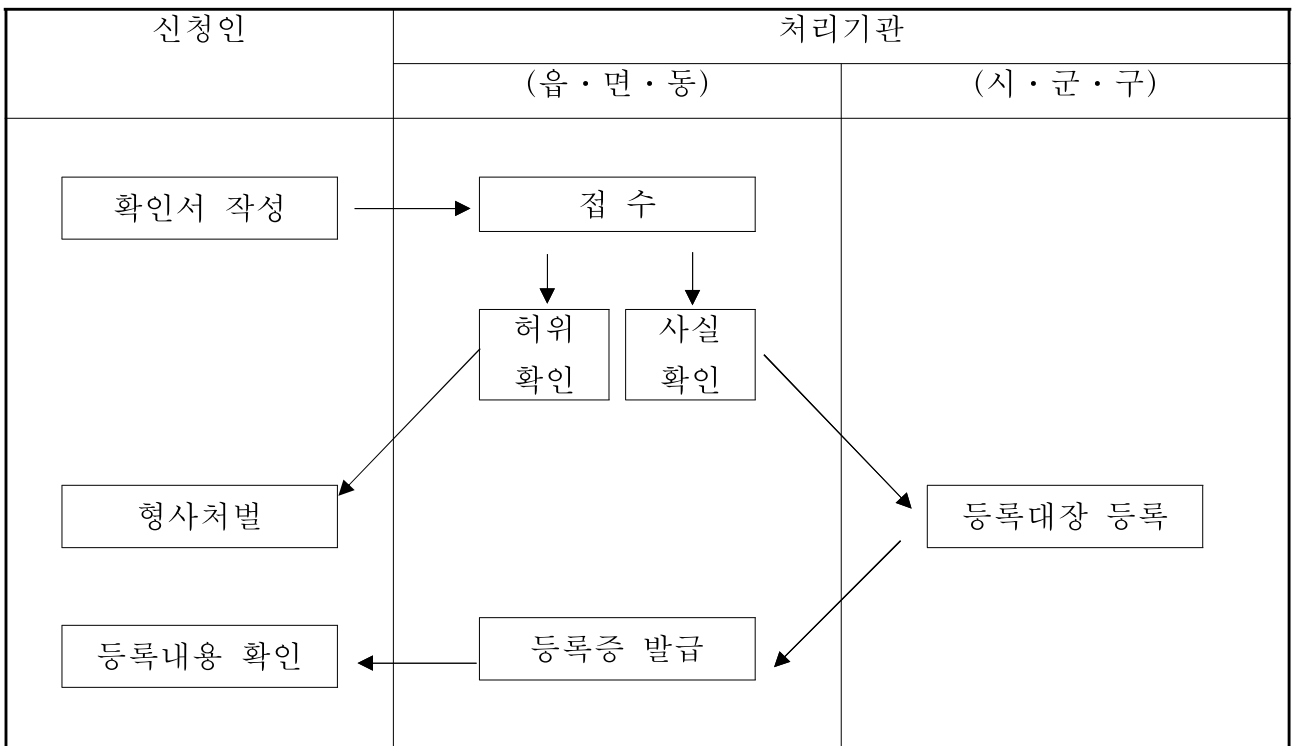 신청인
처리기관
(읍·면·동)
(시·군·구)
확인서 작성
접 수
허위
확인
사실
확인
형사처벌
등록대장 등록
등록내용 확인
등록증 발급